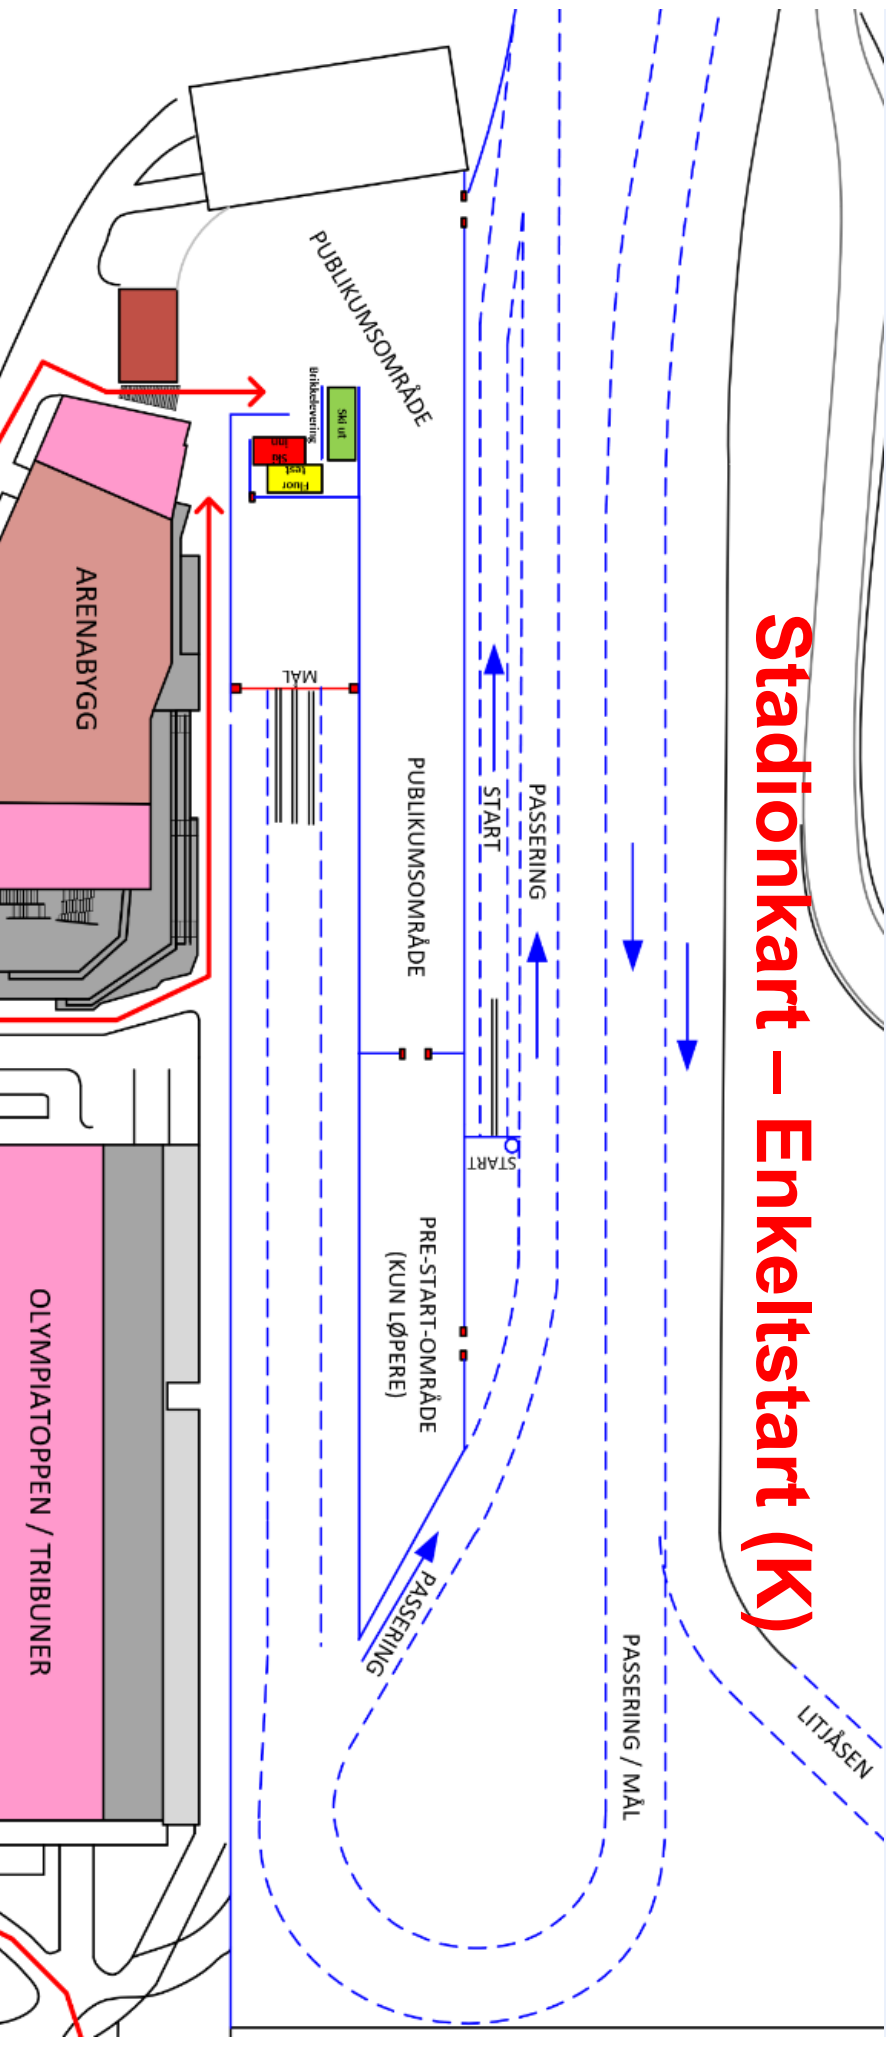 Stadionkart – Enkeltstart (K)
PUBLIKUMSOMRÅDE
Brikkelevering
Ski ut
Ski
inn
Fluor
test
ARENABYGG
MÅL
PUBLIKUMSOMRÅDE
START
PASSERING
START
PRE-START-OMRÅDE
(KUN LØPERE)
OLYMPIATOPPEN / TRIBUNER
PASSERING
PASSERING / MÅL
LITJÅSEN